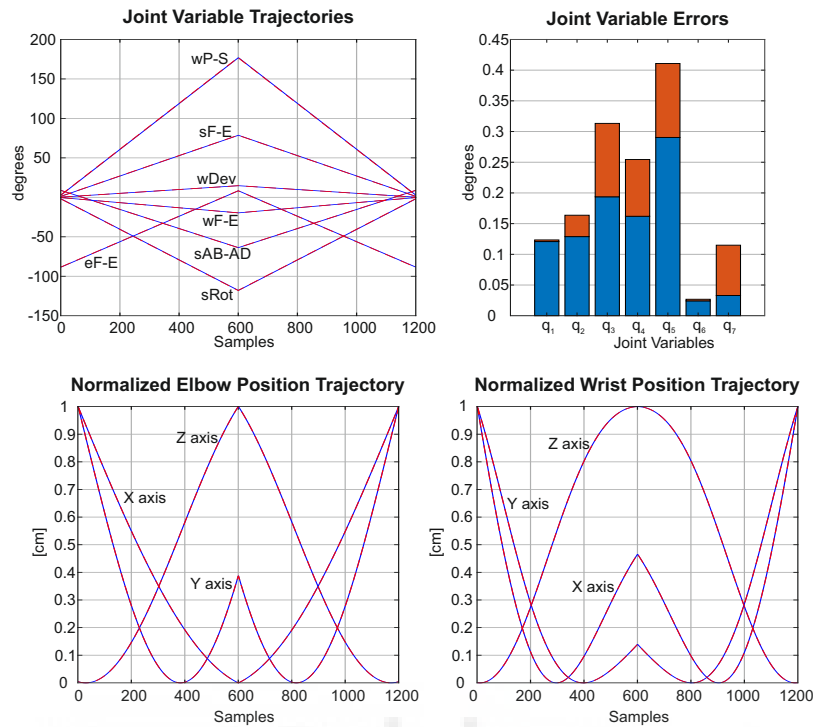 Joint Variable Trajectories
200
150
100
50
-50
-100
-150
degrees
wP-S
sF-E
wDev
wF-E
sAB-AD
eF-E
sRot
0 200 400 600 800 1000 1200
Samples
Joint Variable Errors
0.45
0.4
0.35
0.3
0.25
0.2
0.15
0.1
0.05
0
degrees
q₁ q₂ q₃ q₄ q₅ q₆ q₇
Joint Variables
Normalized Elbow Position Trajectory
1
0.9
0.8
0.7
0.6
0.5
0.4
0.3
0.2
0.1
0
[cm]
Z axis
X axis
Y axis
0 200 400 600 800 1000 1200
Samples
Normalized Wrist Position Trajectory
1
0.9
0.8
0.7
0.6
0.5
0.4
0.3
0.2
0.1
0
[cm]
Z axis
Y axis
X axis
0 200 400 600 800 1000 1200
Samples